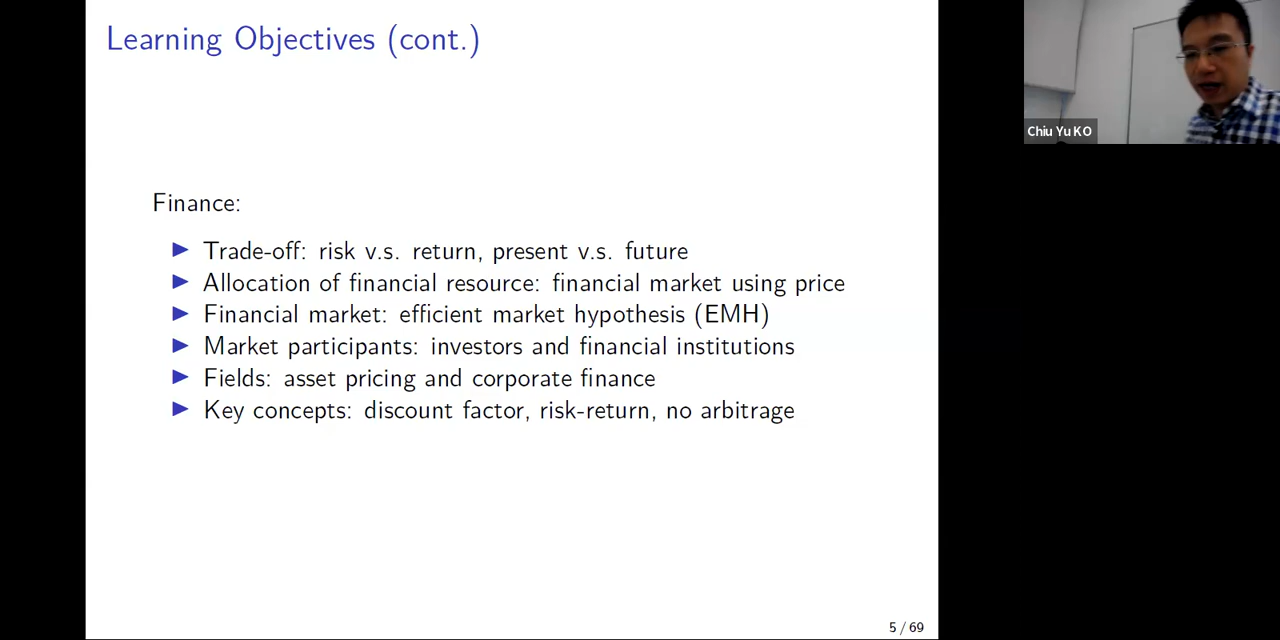 Learning Objectives (cont.)
Chiu Yu KO
Finance:
▶ Trade-off: risk v.s. return, present v.s. future
▶ Allocation of financial resource: financial market using price
▶ Financial market: efficient market hypothesis (EMH)
▶ Market participants: investors and financial institutions
▶ Fields: asset pricing and corporate finance
▶ Key concepts: discount factor, risk-return, no arbitrage
5 / 69